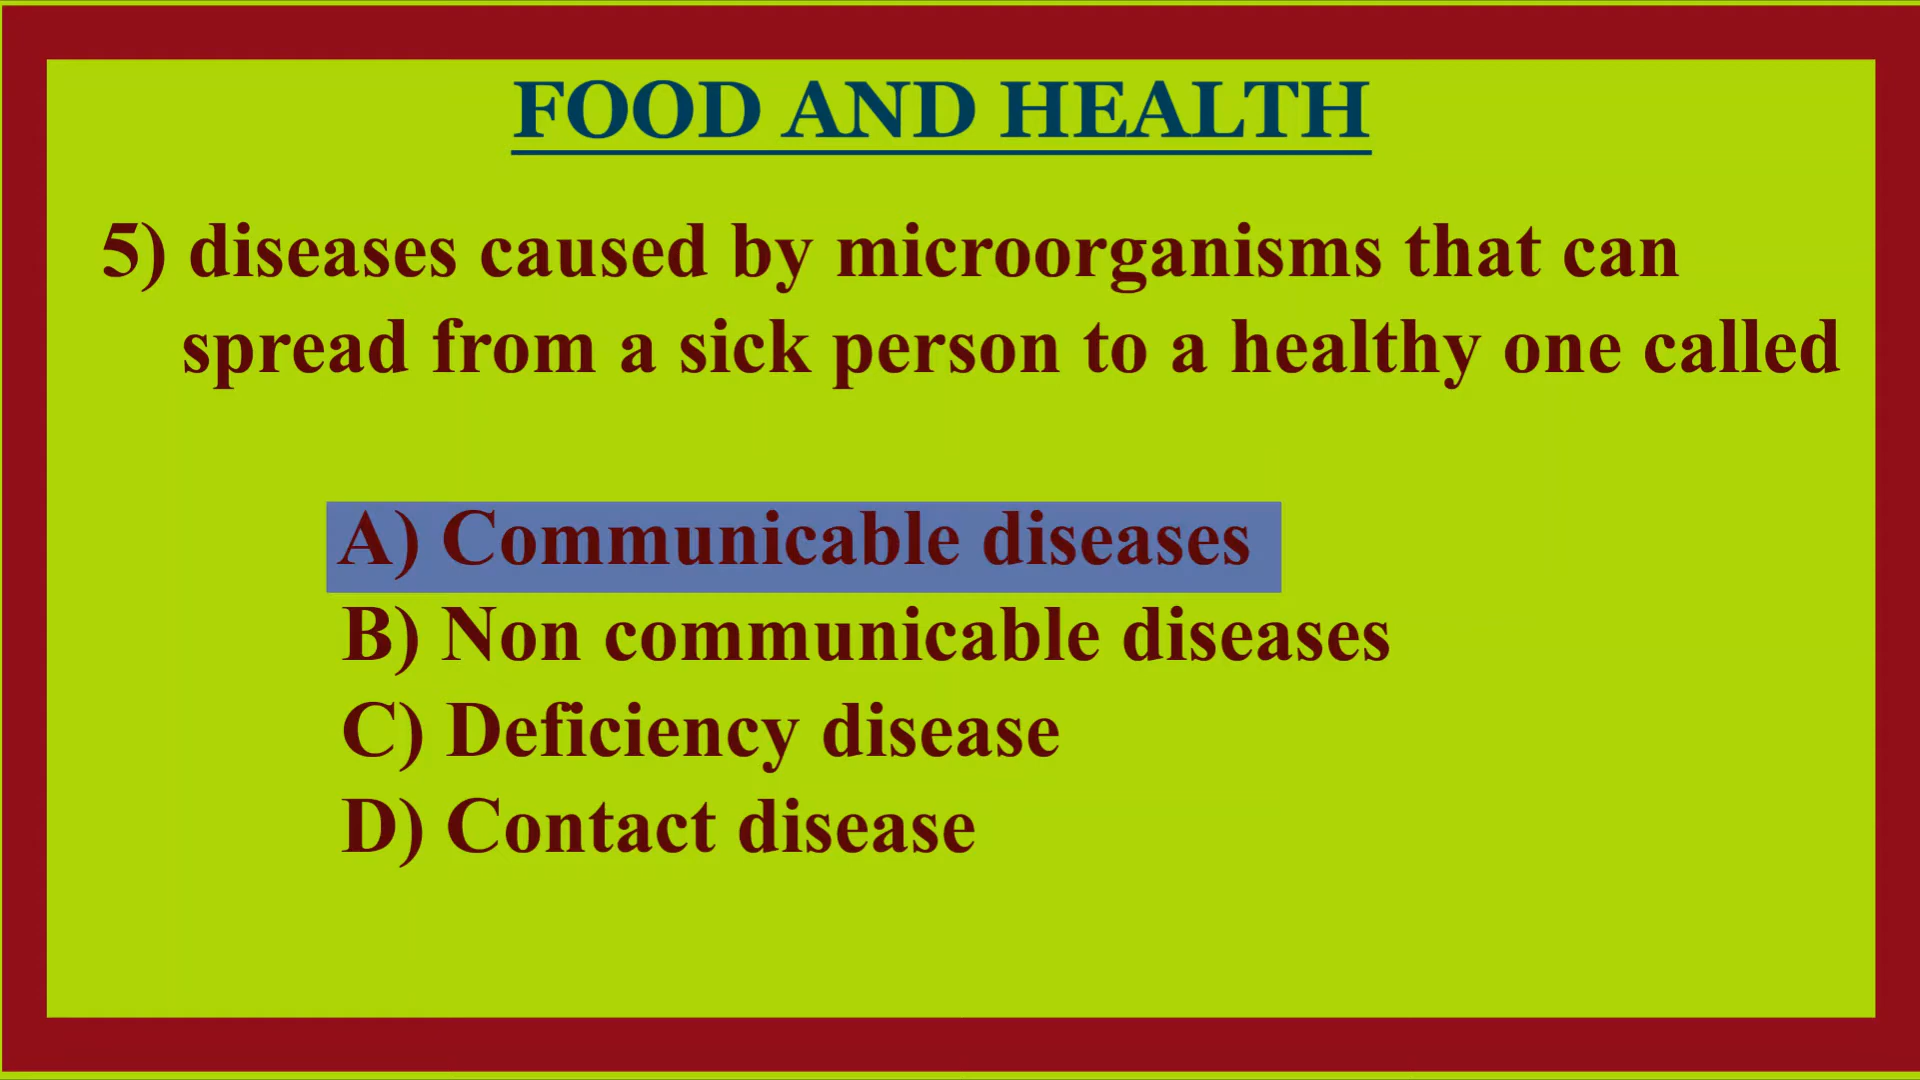 FOOD AND HEALTH
5) diseases caused by microorganisms that can
spread from a sick person to a healthy one called
A) Communicable diseases
B) Non communicable diseases
C) Deficiency disease
D) Contact disease